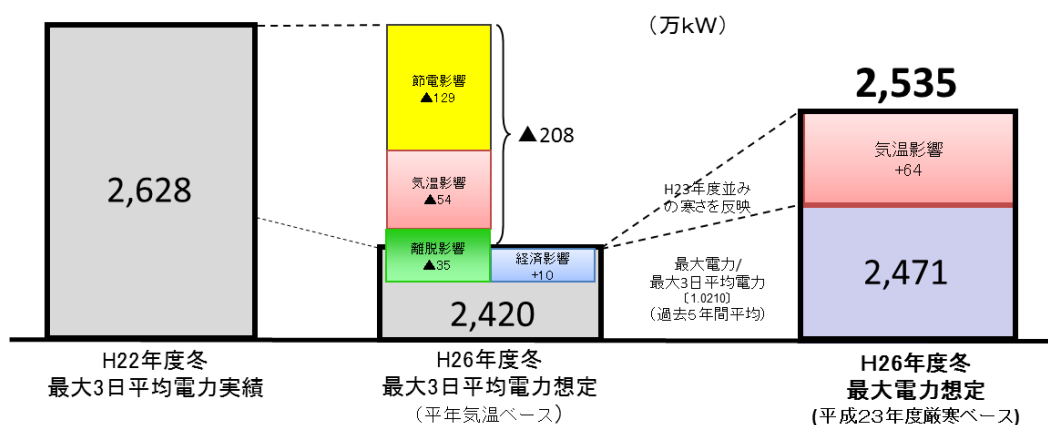 （万kW）
2,628
節電影響
▲129
気温影響
▲54
離脱影響
▲35
経済影響
+10
▲208
2,420
H23年度並み
の寒さを反映
最大電力/
最大3日平均電力
［1.0210］
（過去5年間平均）
2,535
気温影響
+64
2,471
H22年度冬
最大3日平均電力実績
H26年度冬
最大3日平均電力想定
（平年気温ベース）
H26年度冬
最大電力想定
(平成23年度厳寒ベース)